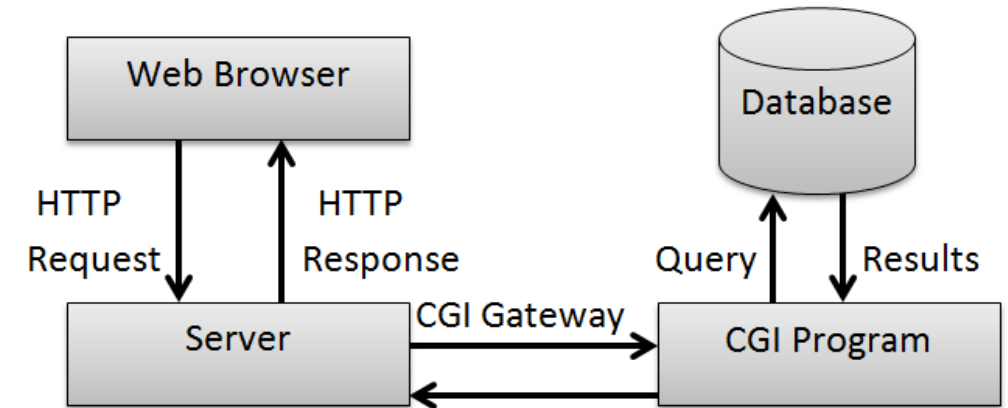 Web Browser
Database
HTTP
Request
HTTP
Response
Query
Results
Server
CGI Gateway
CGI Program